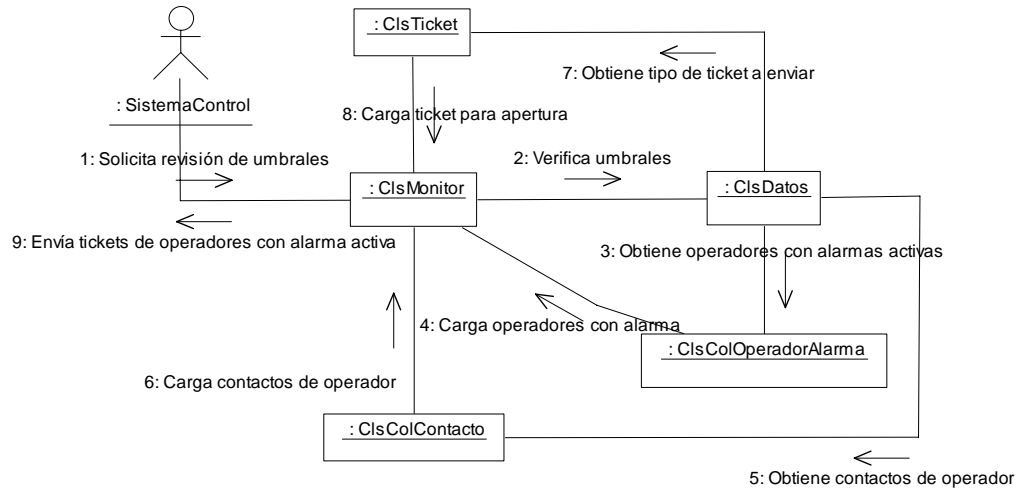 : ClsTicket
7: Obtiene tipo de ticket a enviar
: SistemaControl
8: Carga ticket para apertura
1: Solicita revisión de umbrales
2: Verifica umbrales
: ClsMonitor
: ClsDatos
9: Envía tickets de operadores con alarma activa
3: Obtiene operadores con alarmas activas
4: Carga operadores con alarma
: ClsColOperadorAlarma
6: Carga contactos de operador
: ClsColContacto
5: Obtiene contactos de operador